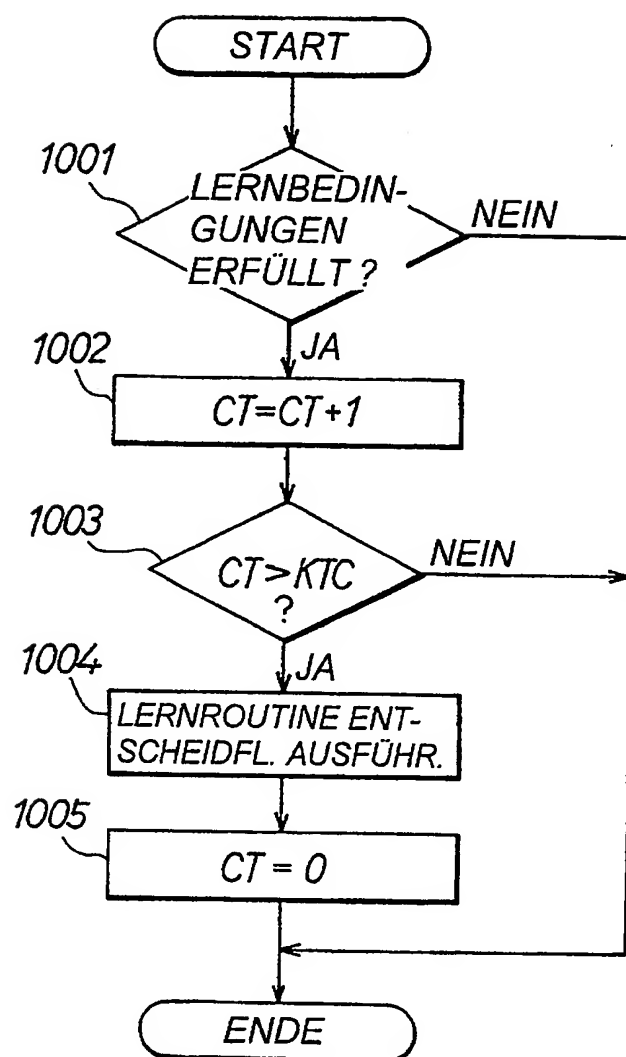 START
1001
LERNBEDIN-
GUNGEN
ERFÜLLT ?
NEIN
JA
1002
CT=CT+1
1003
CT>KTC
?
NEIN
JA
1004
LERNROUTINE ENT-
SCHEIDFL. AUSFÜHR.
1005
CT = 0
ENDE